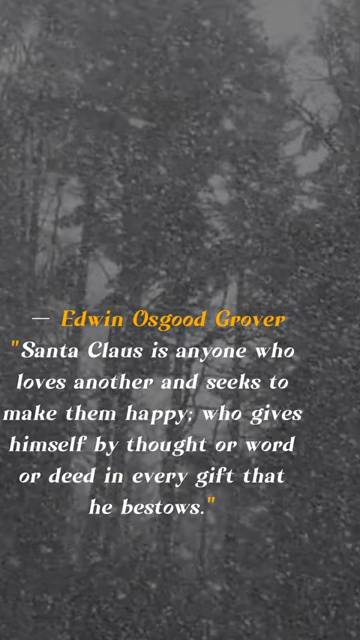 — Edwin Osgood Grover
"Santa Claus is anyone who
loves another and seeks to
make them happy; who gives
himself by thought or word
or deed in every gift that
he bestows."